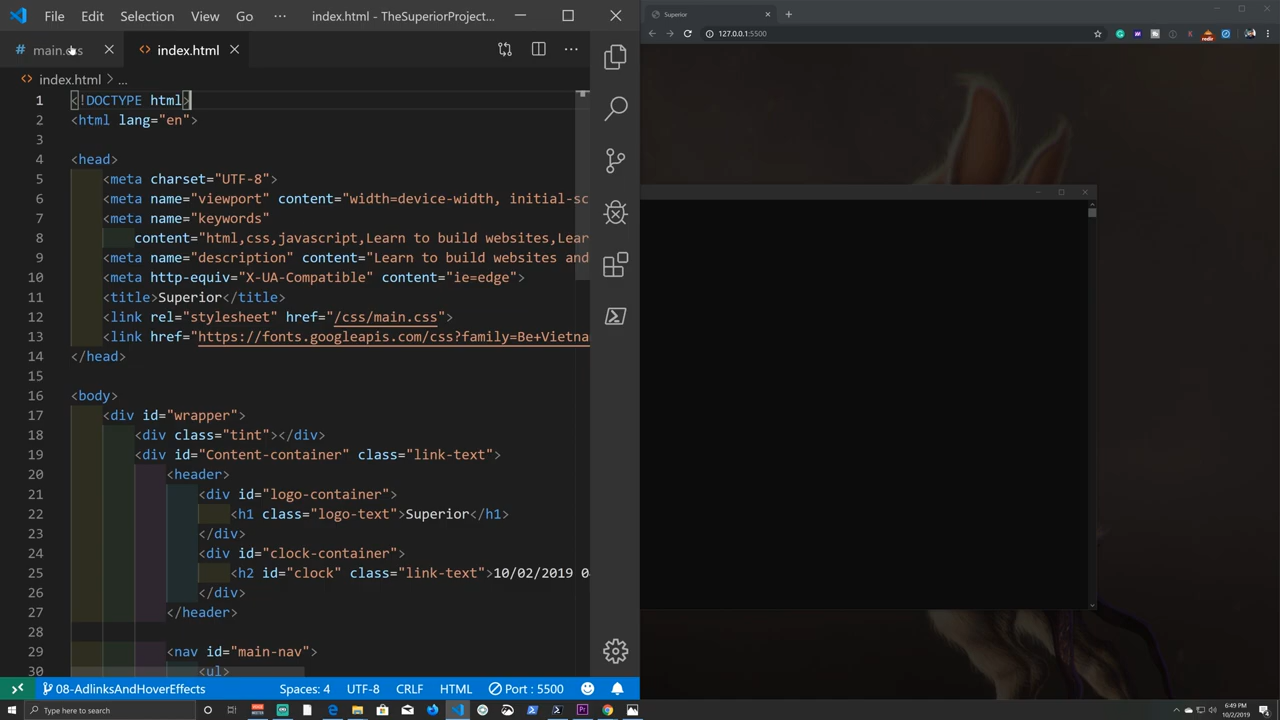 File Edit Selection View Go ··· index.html - TheSuperiorProject...
# main.css index.html
index.html > ...
1 <!DOCTYPE html>
2 <html lang="en">
3
4 <head>
5 <meta charset="UTF-8">
6 <meta name="viewport" content="width=device-width, initial-sc
7 <meta name="keywords"
8 content="html,css,javascript,Learn to build websites,Lear
9 <meta name="description" content="Learn to build websites and
10 <meta http-equiv="X-UA-Compatible" content="ie=edge">
11 <title>Superior</title>
12 <link rel="stylesheet" href="/css/main.css">
13 <link href="https://fonts.googleapis.com/css?family=Be+Vietna
14 </head>
15
16 <body>
17 <div id="wrapper">
18 <div class="tint"></div>
19 <div id="Content-container" class="link-text">
20 <header>
21 <div id="logo-container">
22 <h1 class="logo-text">Superior</h1>
23 </div>
24 <div id="clock-container">
25 <h2 id="clock" class="link-text">10/02/2019 0
26 </div>
27 </header>
28
29 <nav id="main-nav">
30 <ul>
08-AdlinksAndHoverEffects Spaces: 4 UTF-8 CRLF HTML Port : 5500
Superior
127.0.0.1:5500
Type here to search
6:49 PM
10/2/2019